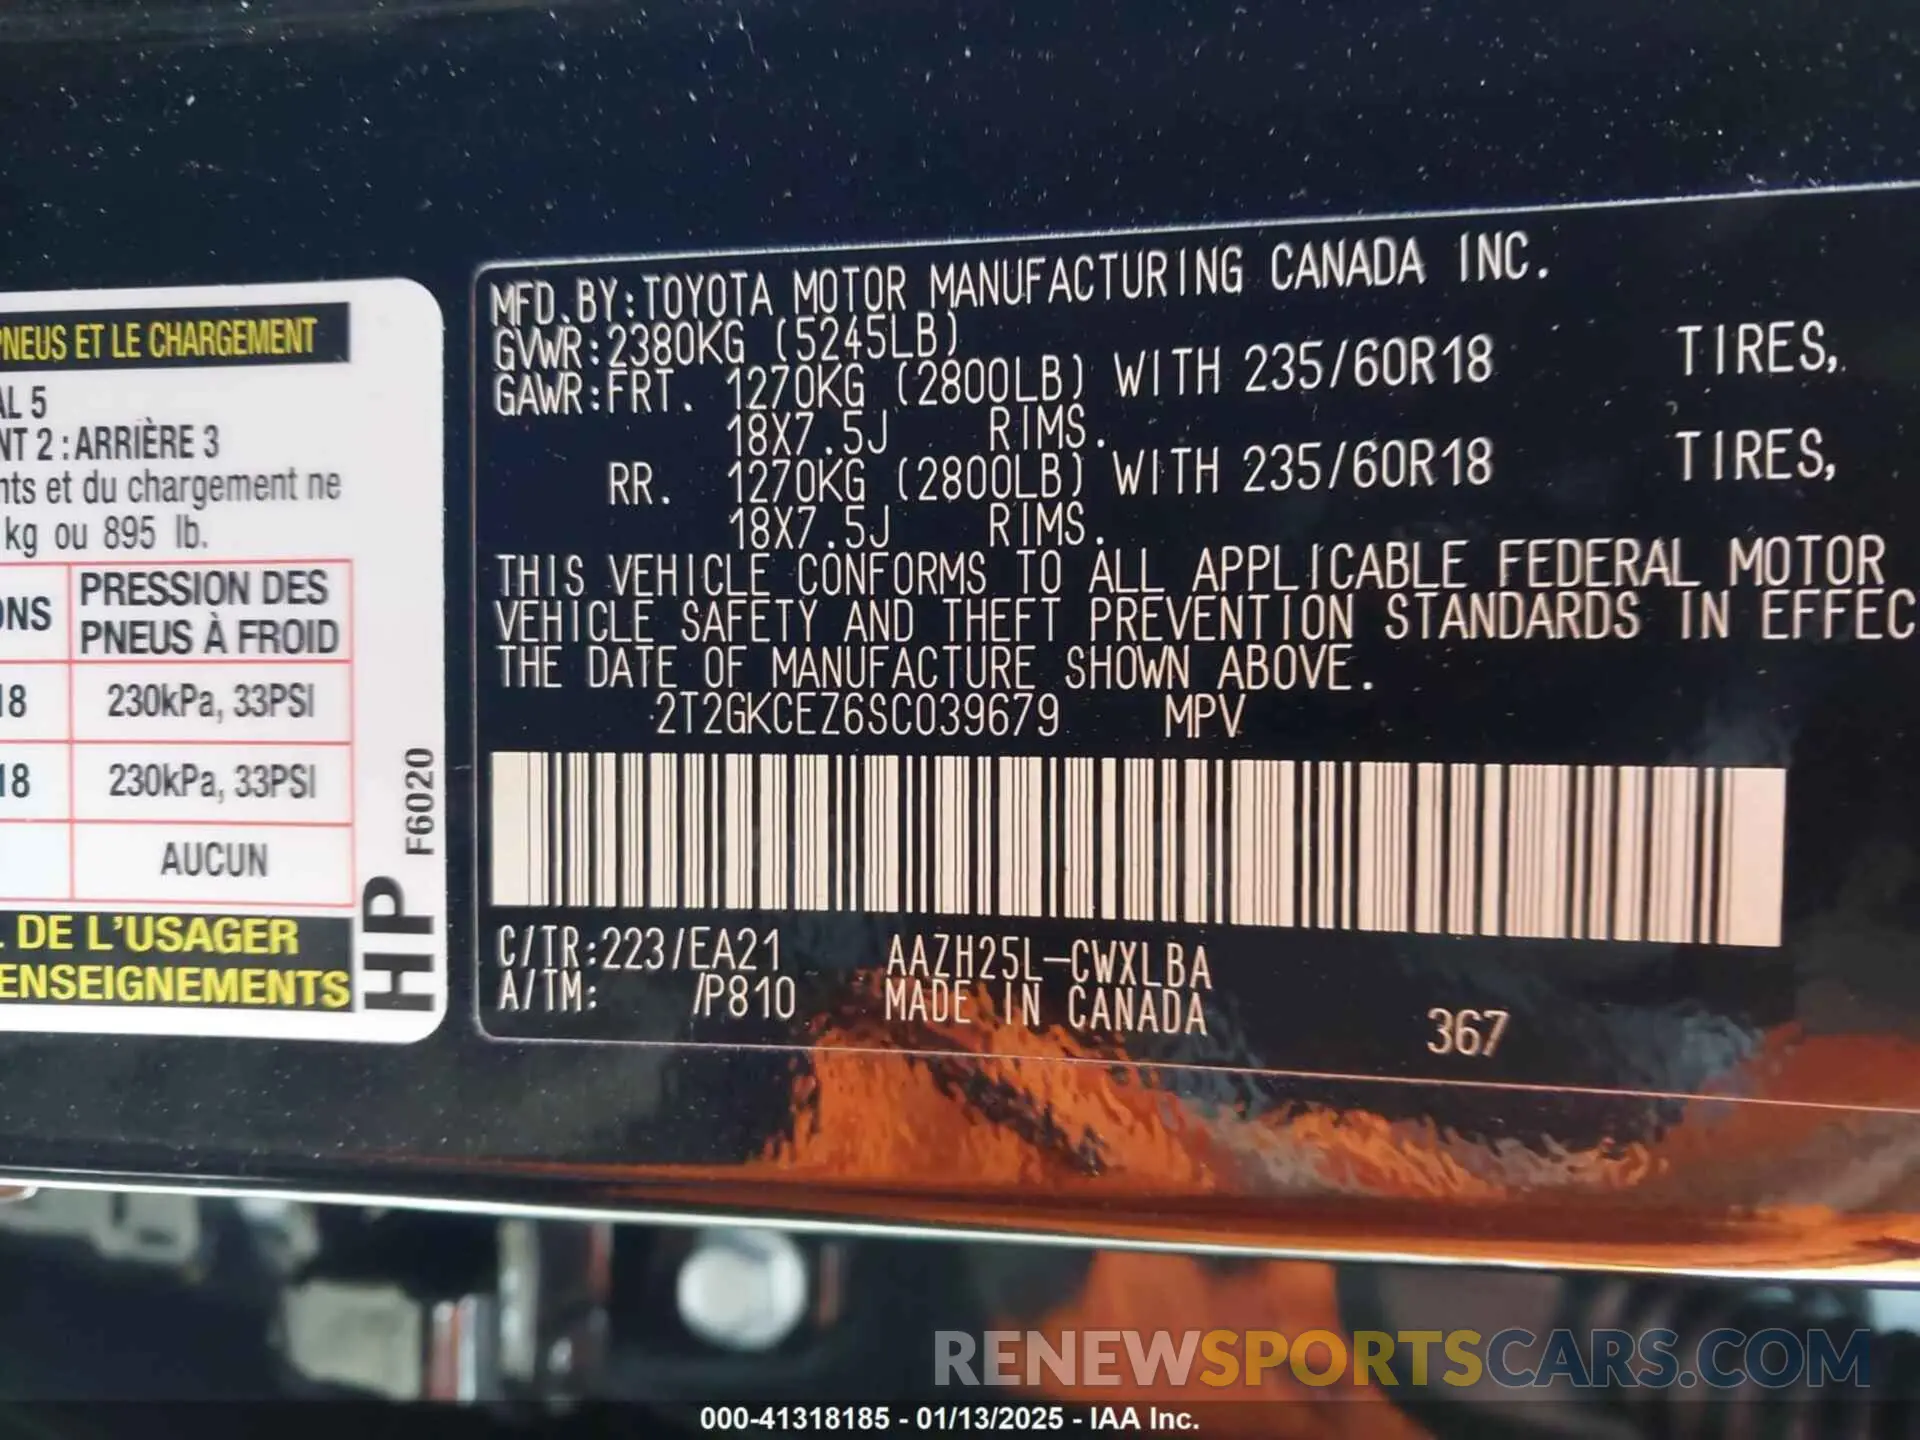 PNEUS ET LE CHARGEMENT
AL 5
NT 2 : ARRIÈRE 3
nts et du chargement ne
kg ou 895 lb.
ONS PRESSION DES
PNEUS À FROID
18 230kPa, 33PSI
18 230kPa, 33PSI
AUCUN
L DE L'USAGER
ENSEIGNEMENTS
HP
F6020
MFD.BY:TOYOTA MOTOR MANUFACTURING CANADA INC.
GVWR:2380KG (5245LB)
GAWR:FRT. 1270KG (2800LB) WITH 235/60R18 TIRES,
18X7.5J RIMS.
RR. 1270KG (2800LB) WITH 235/60R18 TIRES,
18X7.5J RIMS.
THIS VEHICLE CONFORMS TO ALL APPLICABLE FEDERAL MOTOR
VEHICLE SAFETY AND THEFT PREVENTION STANDARDS IN EFFEC
THE DATE OF MANUFACTURE SHOWN ABOVE.
2T2GKCEZ6SC039679 MPV
C/TR:223/EA21 AAZH25L-CWXLBA
A/TM: /P810 MADE IN CANADA
367
RENEWSPORTSCARS.COM
000-41318185 - 01/13/2025 - IAA Inc.